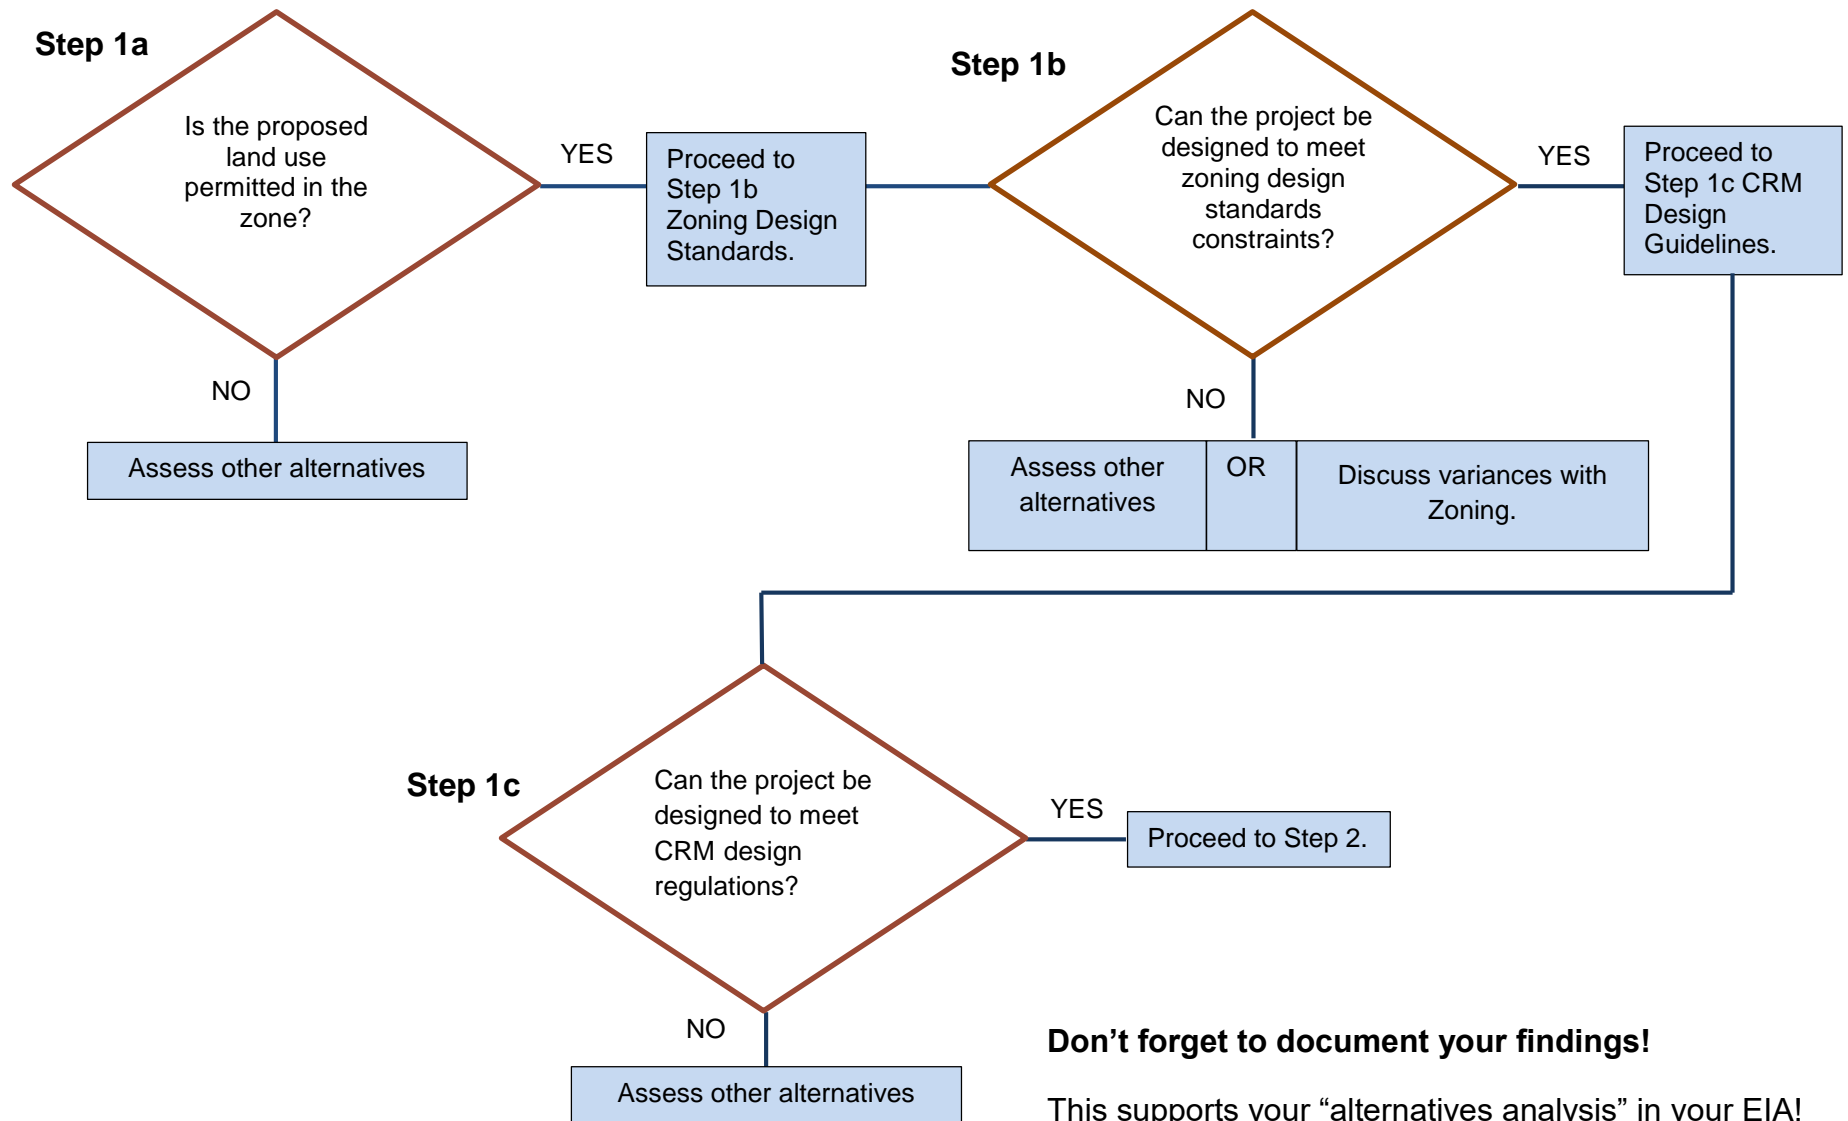 Step 1a
Is the proposed
land use
permitted in the
zone?
YES
Proceed to
Step 1b
Zoning Design
Standards.
NO
Assess other alternatives
Step 1b
Can the project be
designed to meet
zoning design
standards
constraints?
YES
Proceed to
Step 1c CRM
Design
Guidelines.
NO
Assess other
alternatives
OR
Discuss variances with
Zoning.
Step 1c
Can the project be
designed to meet
CRM design
regulations?
YES
Proceed to Step 2.
NO
Assess other alternatives
Don’t forget to document your findings!
This supports your “alternatives analysis” in your EIA!